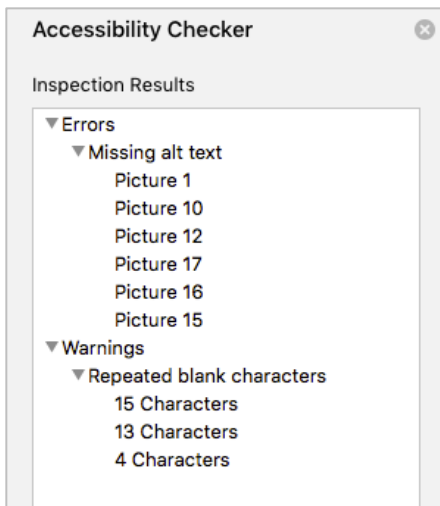 Accessibility Checker
Inspection Results
Errors
Missing alt text
Picture 1
Picture 10
Picture 12
Picture 17
Picture 16
Picture 15
Warnings
Repeated blank characters
15 Characters
13 Characters
4 Characters